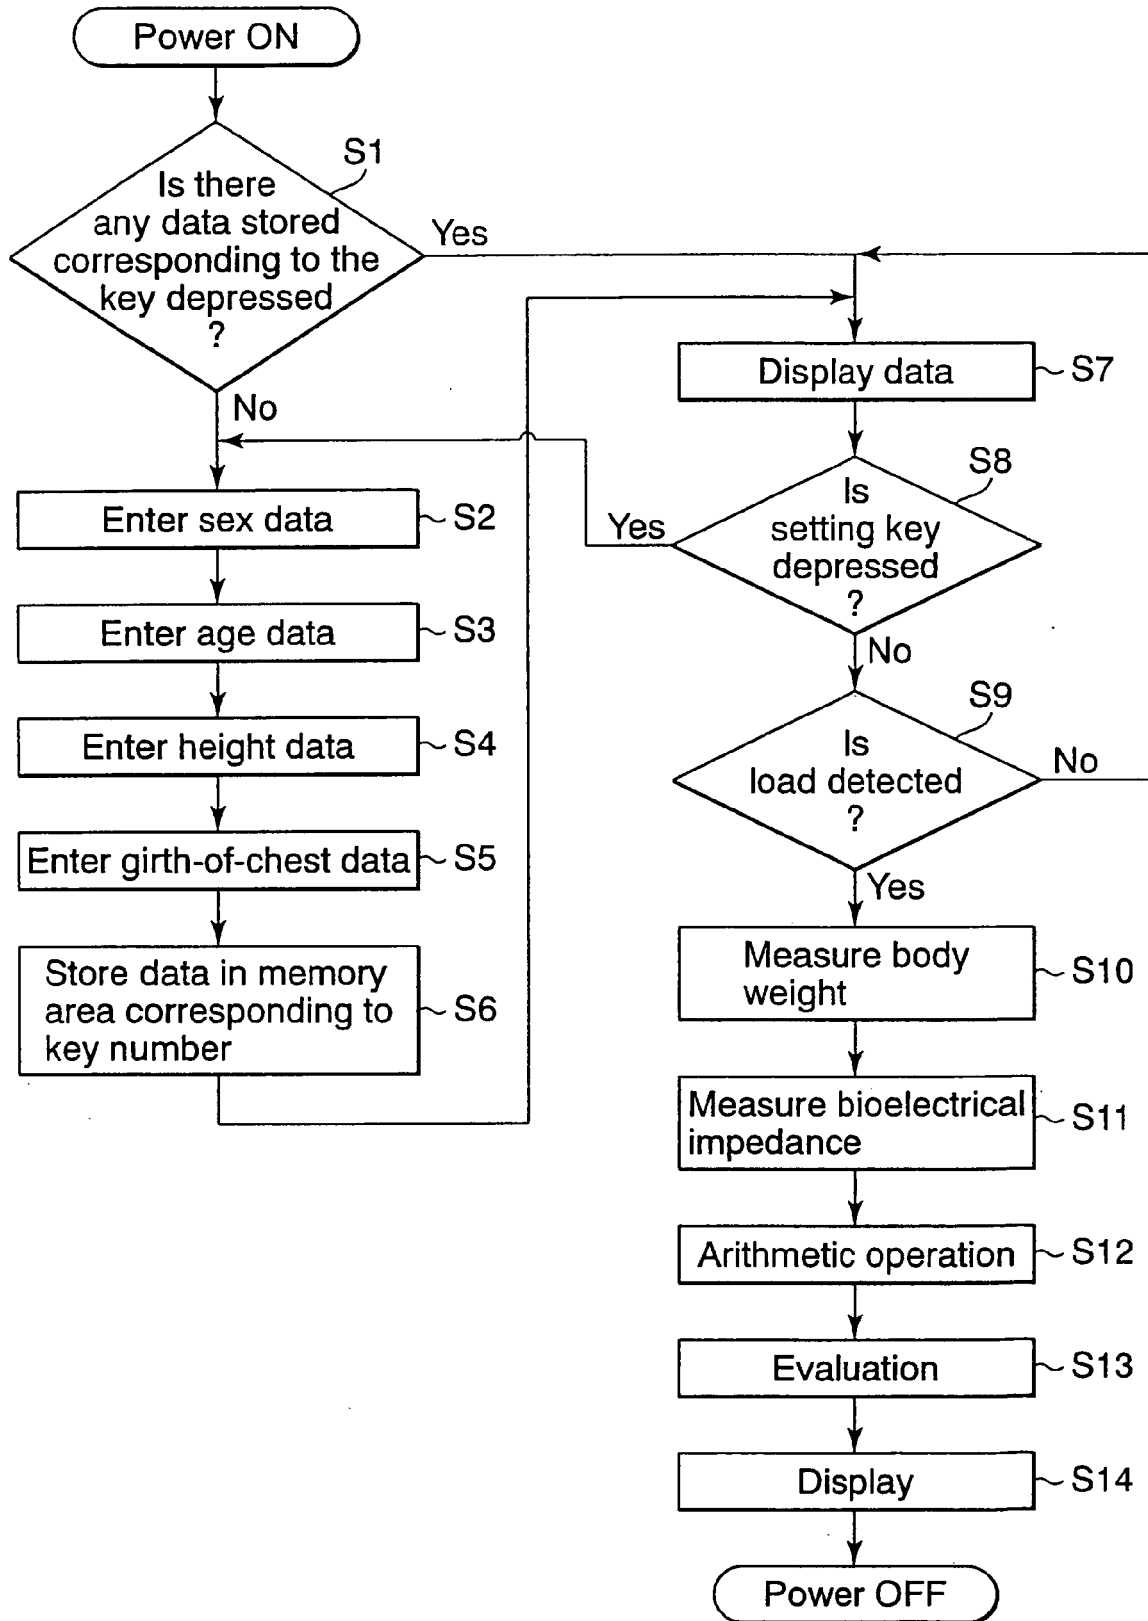 Power ON
S1
Is there
any data stored
corresponding to the
key depressed
?
Yes
No
Enter sex data
S2
Enter age data
S3
Enter height data
S4
Enter girth-of-chest data
S5
Store data in memory
area corresponding to
key number
S6
Display data
S7
S8
Is
setting key
depressed
?
Yes
No
S9
Is
load detected
?
No
Yes
Measure body
weight
S10
Measure bioelectrical
impedance
S11
Arithmetic operation
S12
Evaluation
S13
Display
S14
Power OFF